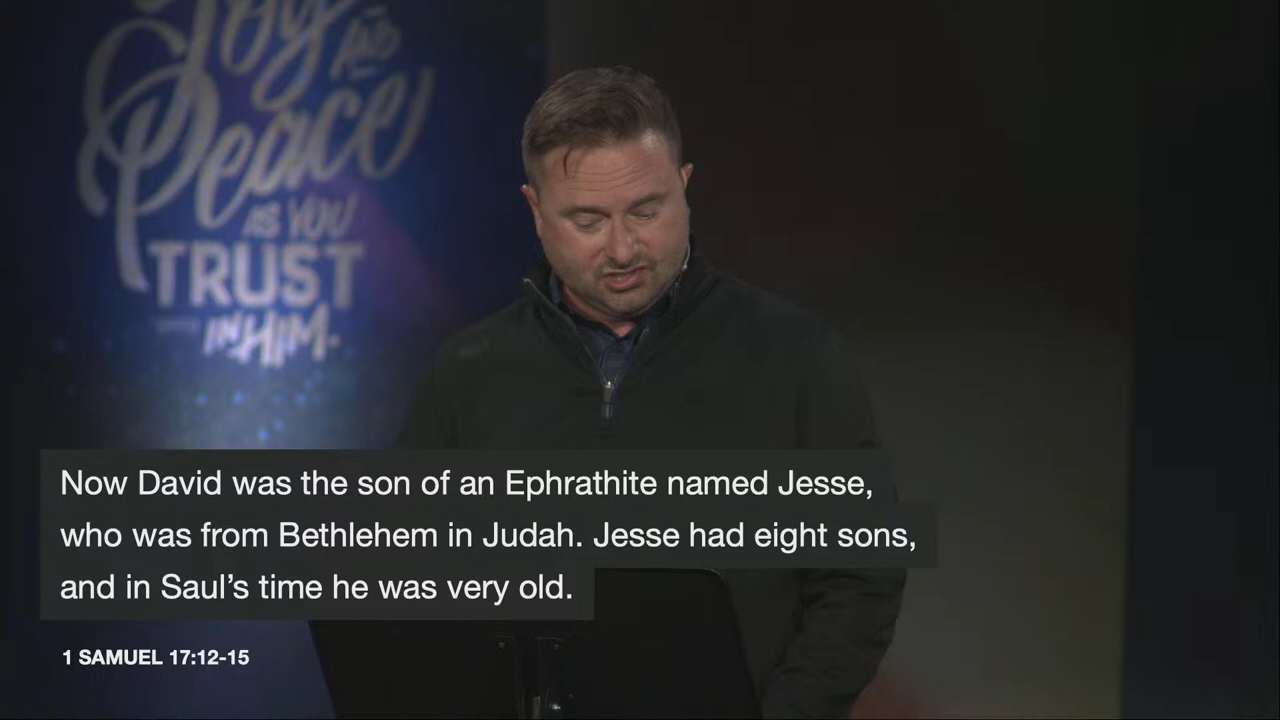 Joy AND
Peace
AS YOU
TRUST
IN HIM.
Now David was the son of an Ephrathite named Jesse,
who was from Bethlehem in Judah. Jesse had eight sons,
and in Saul’s time he was very old.
1 SAMUEL 17:12-15